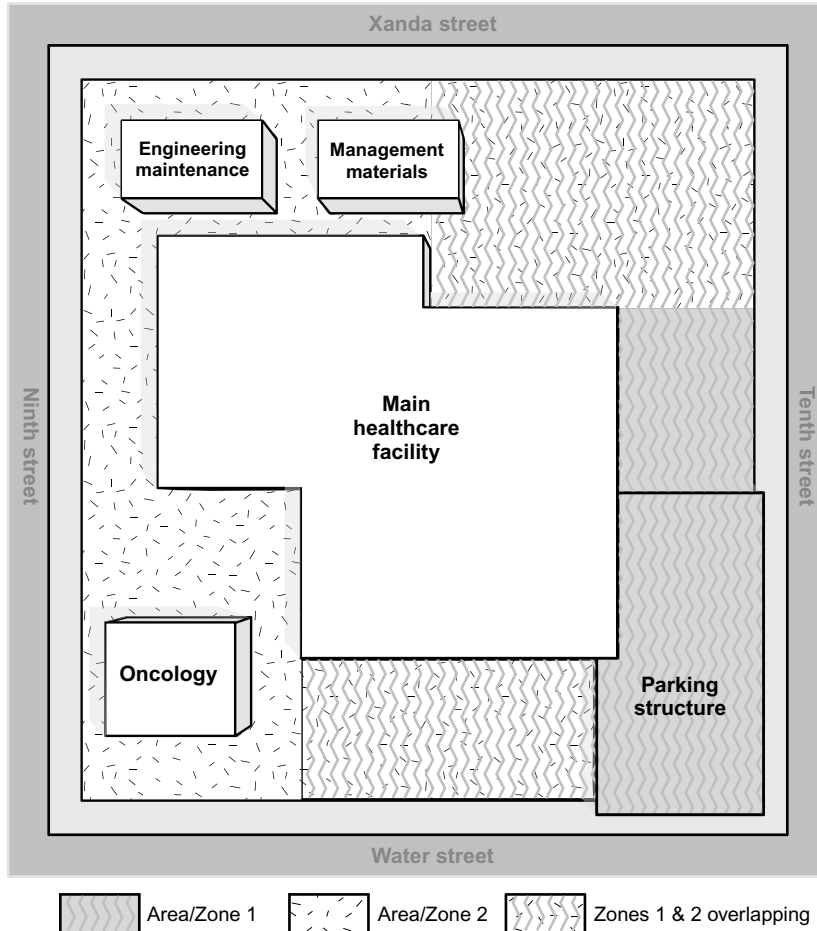 Xanda street
Engineering
maintenance
Management
materials
Ninth street
Main
healthcare
facility
Tenth street
Oncology
Parking
structure
Water street
Area/Zone 1
Area/Zone 2
Zones 1 & 2 overlapping